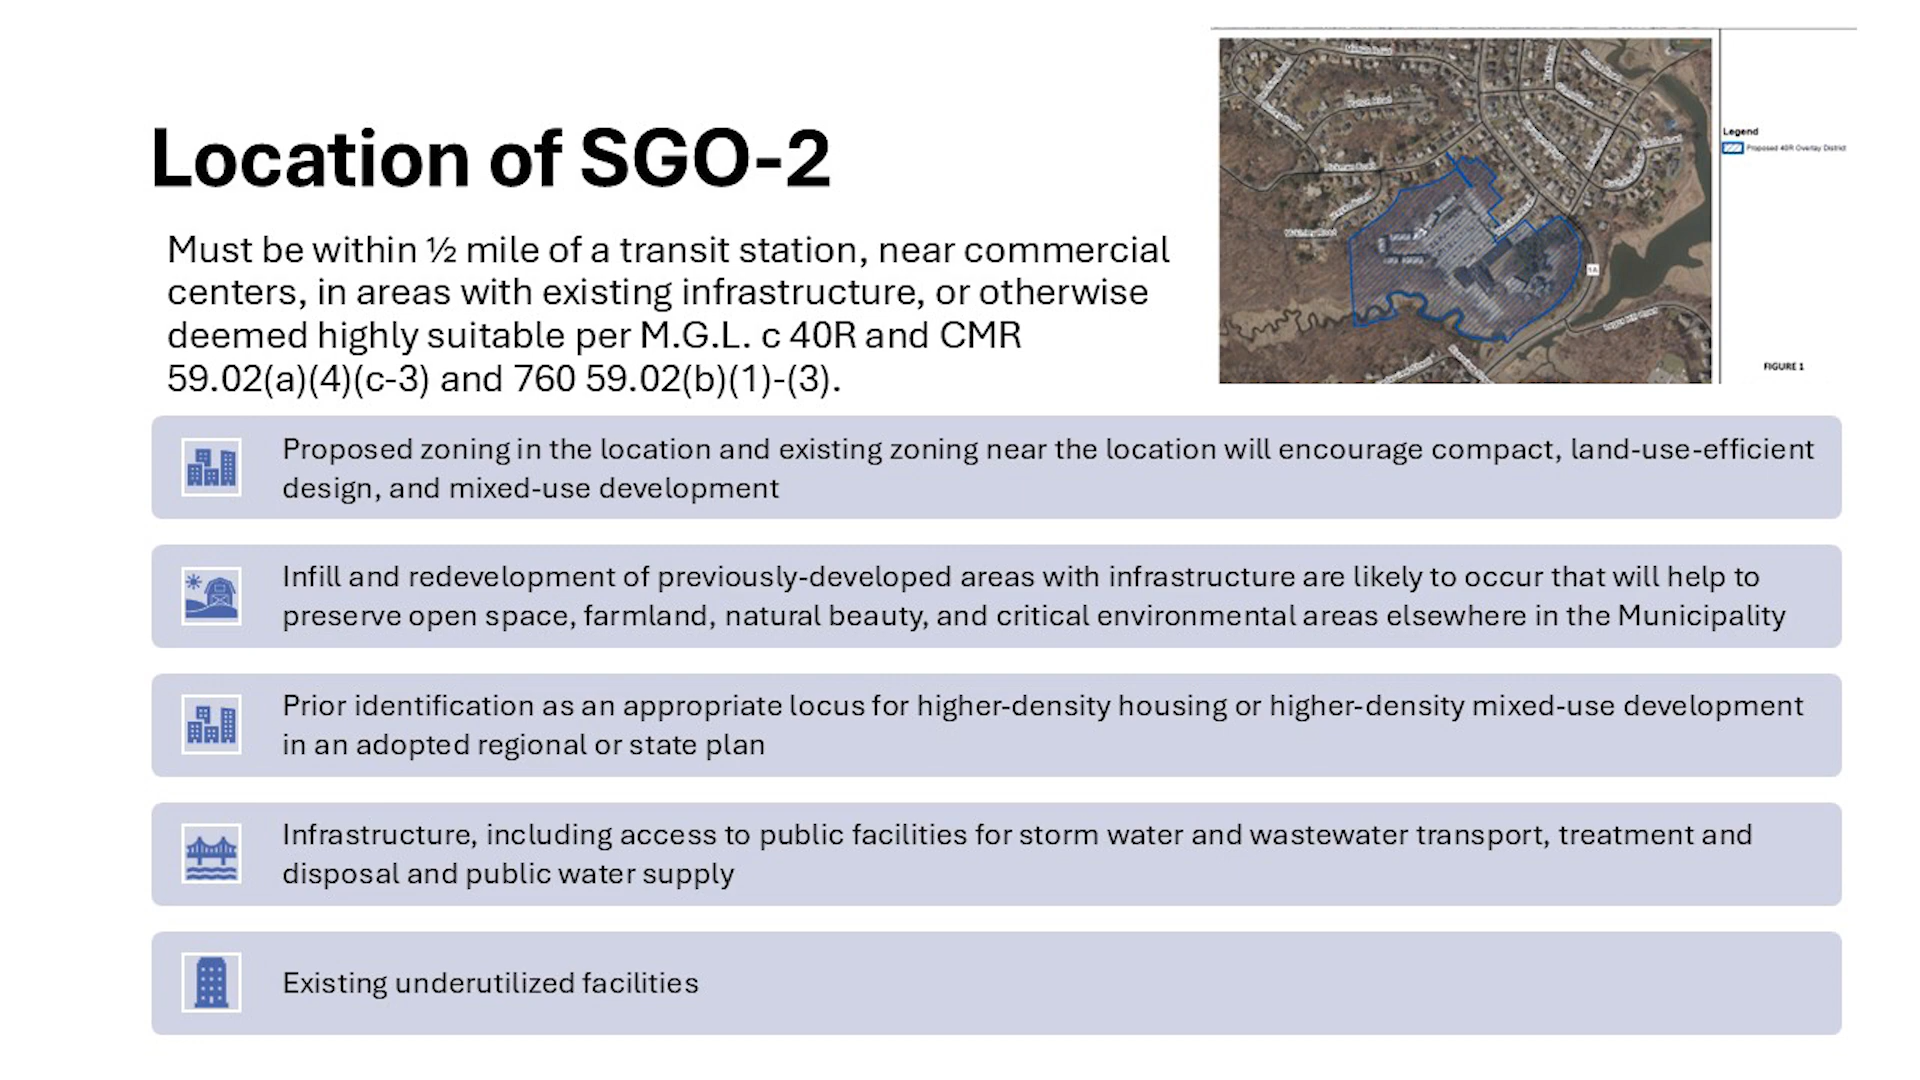 Location of SGO-2
Must be within ½ mile of a transit station, near commercial
centers, in areas with existing infrastructure, or otherwise
deemed highly suitable per M.G.L. c 40R and CMR
59.02(a)(4)(c-3) and 760 59.02(b)(1)-(3).
Legend
Proposed 40R Overlay District
1A
FIGURE 1
Proposed zoning in the location and existing zoning near the location will encourage compact, land-use-efficient
design, and mixed-use development
Infill and redevelopment of previously-developed areas with infrastructure are likely to occur that will help to
preserve open space, farmland, natural beauty, and critical environmental areas elsewhere in the Municipality
Prior identification as an appropriate locus for higher-density housing or higher-density mixed-use development
in an adopted regional or state plan
Infrastructure, including access to public facilities for storm water and wastewater transport, treatment and
disposal and public water supply
Existing underutilized facilities